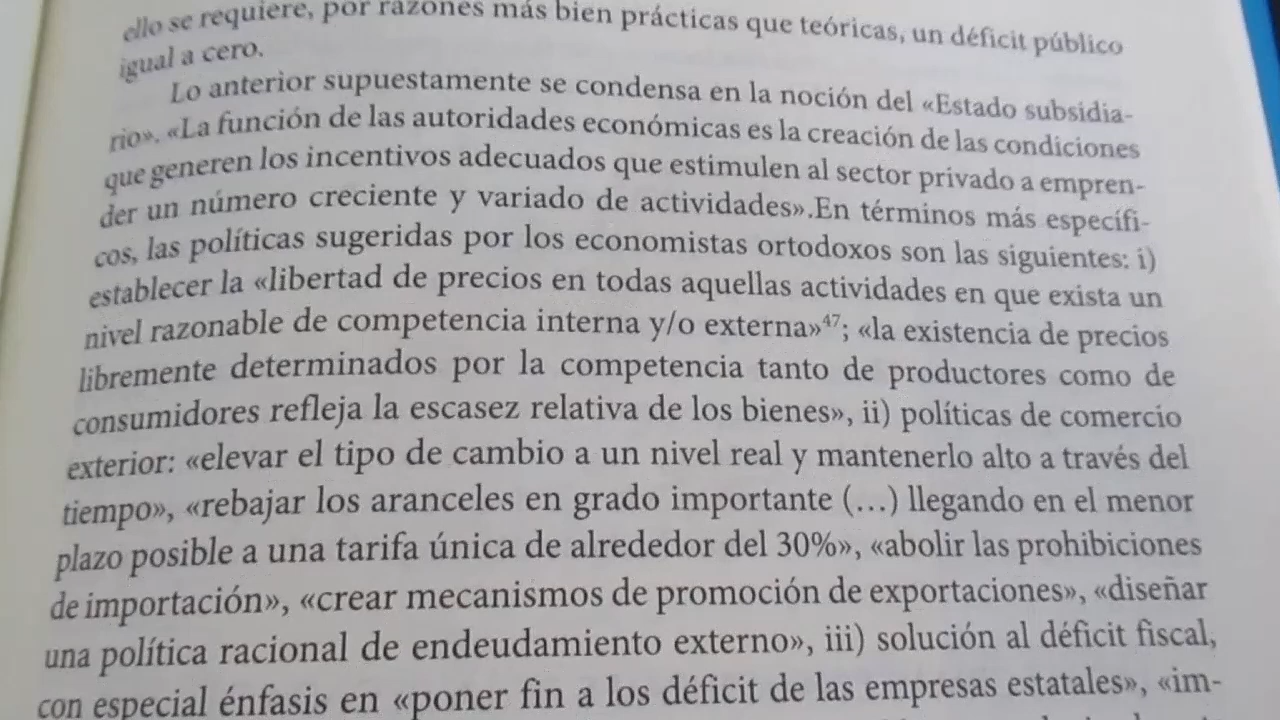 ello se requiere, por razones más bien prácticas que teóricas, un déficit público
igual a cero.
Lo anterior supuestamente se condensa en la noción del «Estado subsidia-
rio». «La función de las autoridades económicas es la creación de las condiciones
que generen los incentivos adecuados que estimulen al sector privado a empren-
der un número creciente y variado de actividades».En términos más específi-
cos, las políticas sugeridas por los economistas ortodoxos son las siguientes: i)
establecer la «libertad de precios en todas aquellas actividades en que exista un
nivel razonable de competencia interna y/o externa»⁴⁷; «la existencia de precios
libremente determinados por la competencia tanto de productores como de
consumidores refleja la escasez relativa de los bienes», ii) políticas de comercio
exterior: «elevar el tipo de cambio a un nivel real y mantenerlo alto a través del
tiempo», «rebajar los aranceles en grado importante (...) llegando en el menor
plazo posible a una tarifa única de alrededor del 30%», «abolir las prohibiciones
de importación», «crear mecanismos de promoción de exportaciones», «diseñar
una política racional de endeudamiento externo», iii) solución al déficit fiscal,
con especial énfasis en «poner fin a los déficit de las empresas estatales», «im-